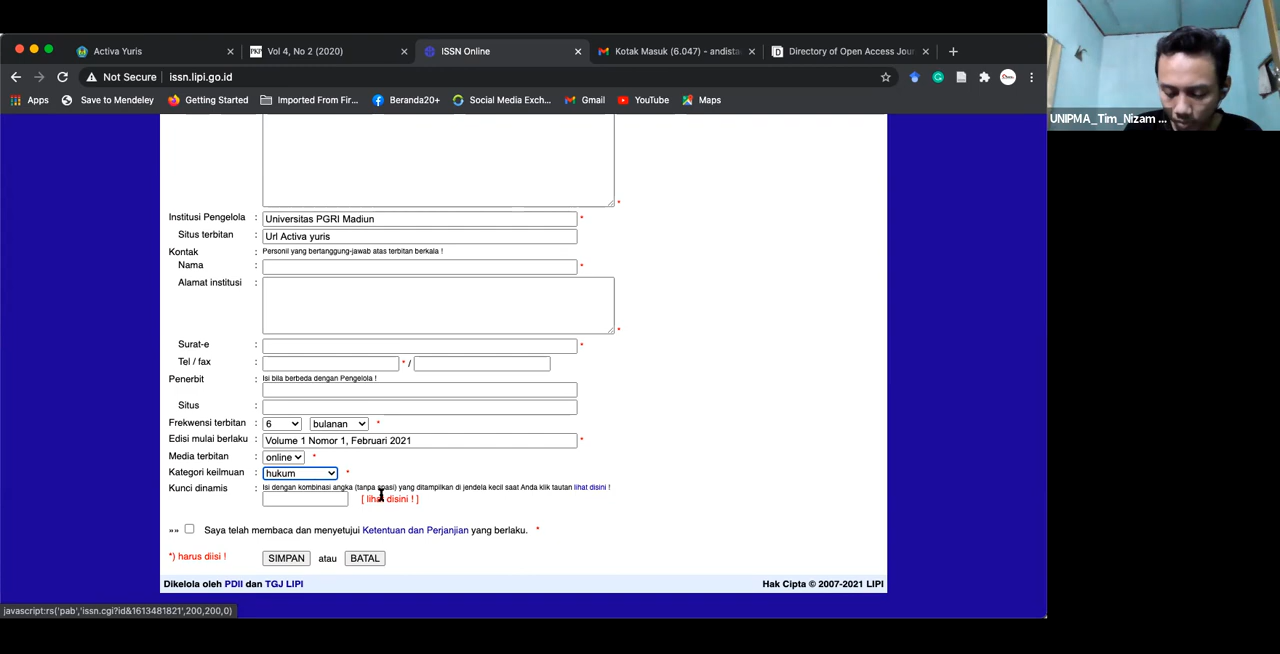 Activa Yuris
Vol 4, No 2 (2020)
ISSN Online
Kotak Masuk (6.047) - andista
Directory of Open Access Jour
Not Secure | issn.lipi.go.id
Apps
Save to Mendeley
Getting Started
Imported From Fir...
Beranda20+
Social Media Exch...
Gmail
YouTube
Maps
UNIPMA_Tim_Nizam ...
Institusi Pengelola : Universitas PGRI Madiun *
Situs terbitan : Url Activa yuris
Kontak : Personil yang bertanggung-jawab atas terbitan berkala !
Nama : *
Alamat institusi : *
Surat-e : *
Tel / fax : * /
Penerbit : Isi bila berbeda dengan Pengelola !
Situs :
Frekwensi terbitan : 6 bulanan *
Edisi mulai berlaku : Volume 1 Nomor 1, Februari 2021 *
Media terbitan : online *
Kategori keilmuan : hukum *
Kunci dinamis : Isi dengan kombinasi angka (tanpa spasi) yang ditampilkan di jendela kecil saat Anda klik tautan lihat disini !
[ lihat disini ! ]
»» Saya telah membaca dan menyetujui Ketentuan dan Perjanjian yang berlaku. *
*) harus diisi ! SIMPAN atau BATAL
Dikelola oleh PDII dan TGJ LIPI
Hak Cipta © 2007-2021 LIPI
javascript:rs('pab','issn.cgi?id&1613481821',200,200,0)